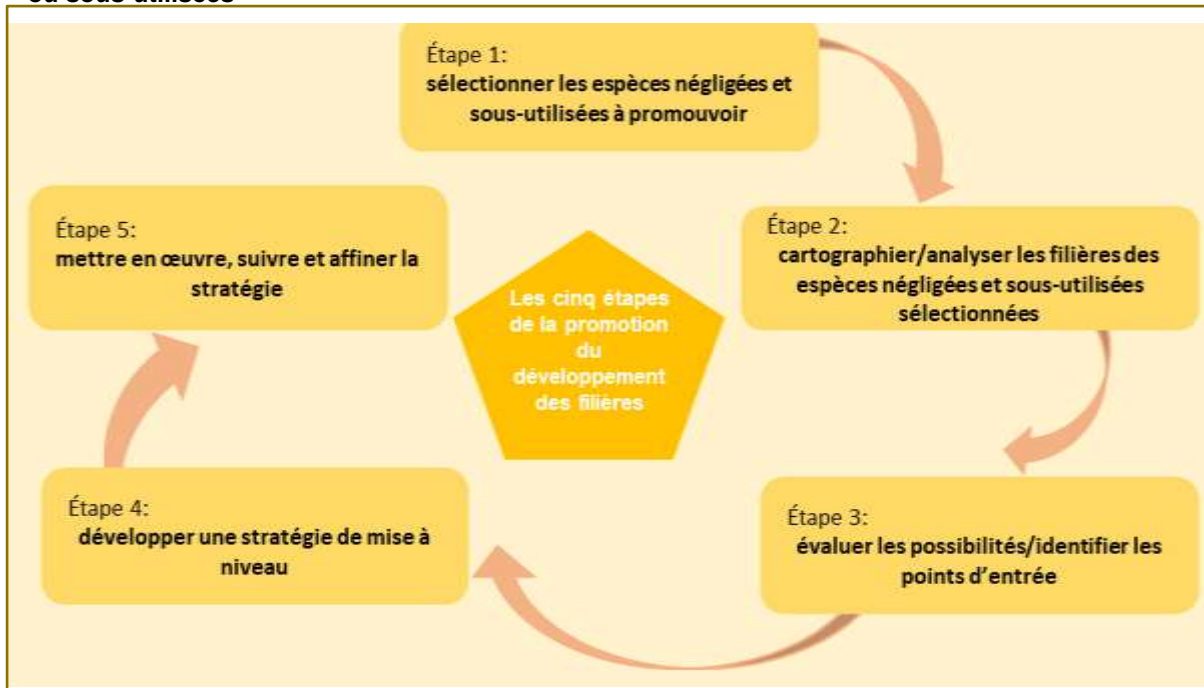 ou sous-utilisées
Étape 1:
sélectionner les espèces négligées et
sous-utilisées à promouvoir
Étape 2:
cartographier/analyser les filières des
espèces négligées et sous-utilisées
sélectionnées
Étape 3:
évaluer les possibilités/identifier les
points d’entrée
Étape 4:
développer une stratégie de mise à
niveau
Étape 5:
mettre en œuvre, suivre et affiner la
stratégie
Les cinq étapes
de la promotion
du
développement
des filières